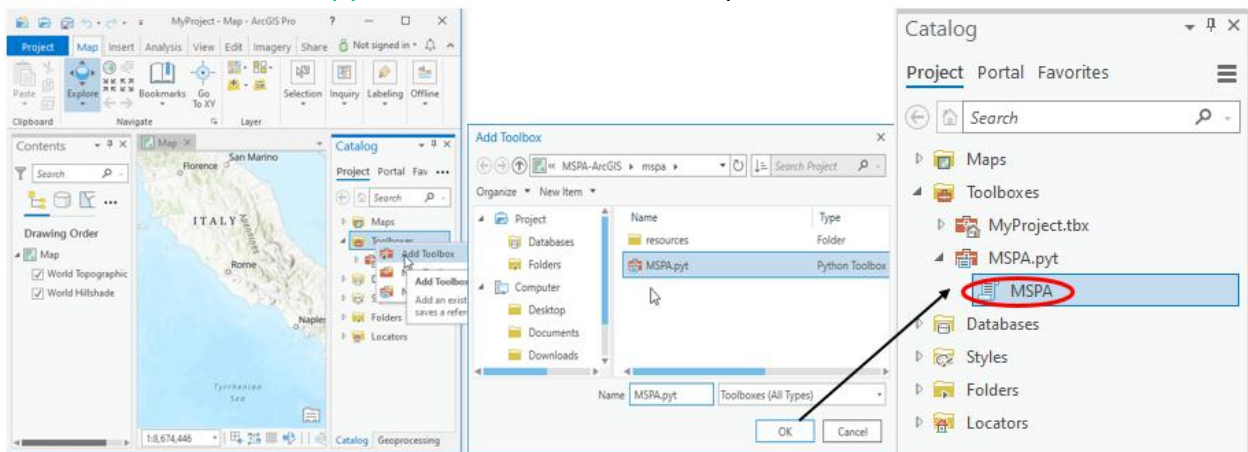 MyProject - Map - ArcGIS Pro
?
Project Map Insert Analysis View Edit Imagery Share Not signed in
Paste Explore Bookmarks Go To XY Selection Inquiry Labeling Offline
Clipboard Navigate Layer
Contents
Search
Drawing Order
Map
World Topographic
World Hillshade
Map
Florence
San Marino
ITALY
Apennines
Rome
Naples
Tyrrhenian
Sea
1:8,674,446
Catalog
Project Portal Fav
Search
Maps
Toolboxes
Add Toolbox
Add Toolbox
Add an exist
saves a refer
Folders
Locators
Catalog Geoprocessing
Add Toolbox
MSPA-ArcGIS mspa
Search Project
Organize New Item
Project
Databases
Folders
Computer
Desktop
Documents
Downloads
Name Type
resources Folder
MSPA.pyt Python Toolbox
Name MSPA.pyt Toolboxes (All Types)
OK Cancel
Catalog
Project Portal Favorites
Search
Maps
Toolboxes
MyProject.tbx
MSPA.pyt
MSPA
Databases
Styles
Folders
Locators